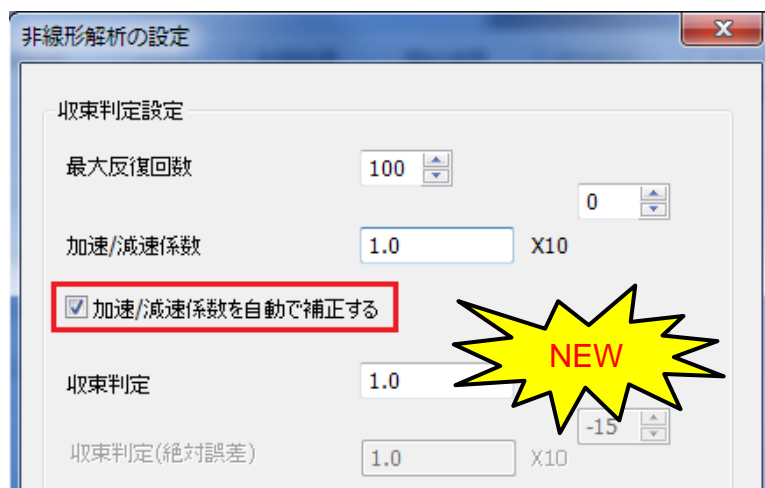 非線形解析の設定
収束判定設定
最大反復回数
100
0
加速/減速係数
1.0
X10
加速/減速係数を自動で補正する
NEW
収束判定
1.0
-15
収束判定(絶対誤差)
1.0
X10